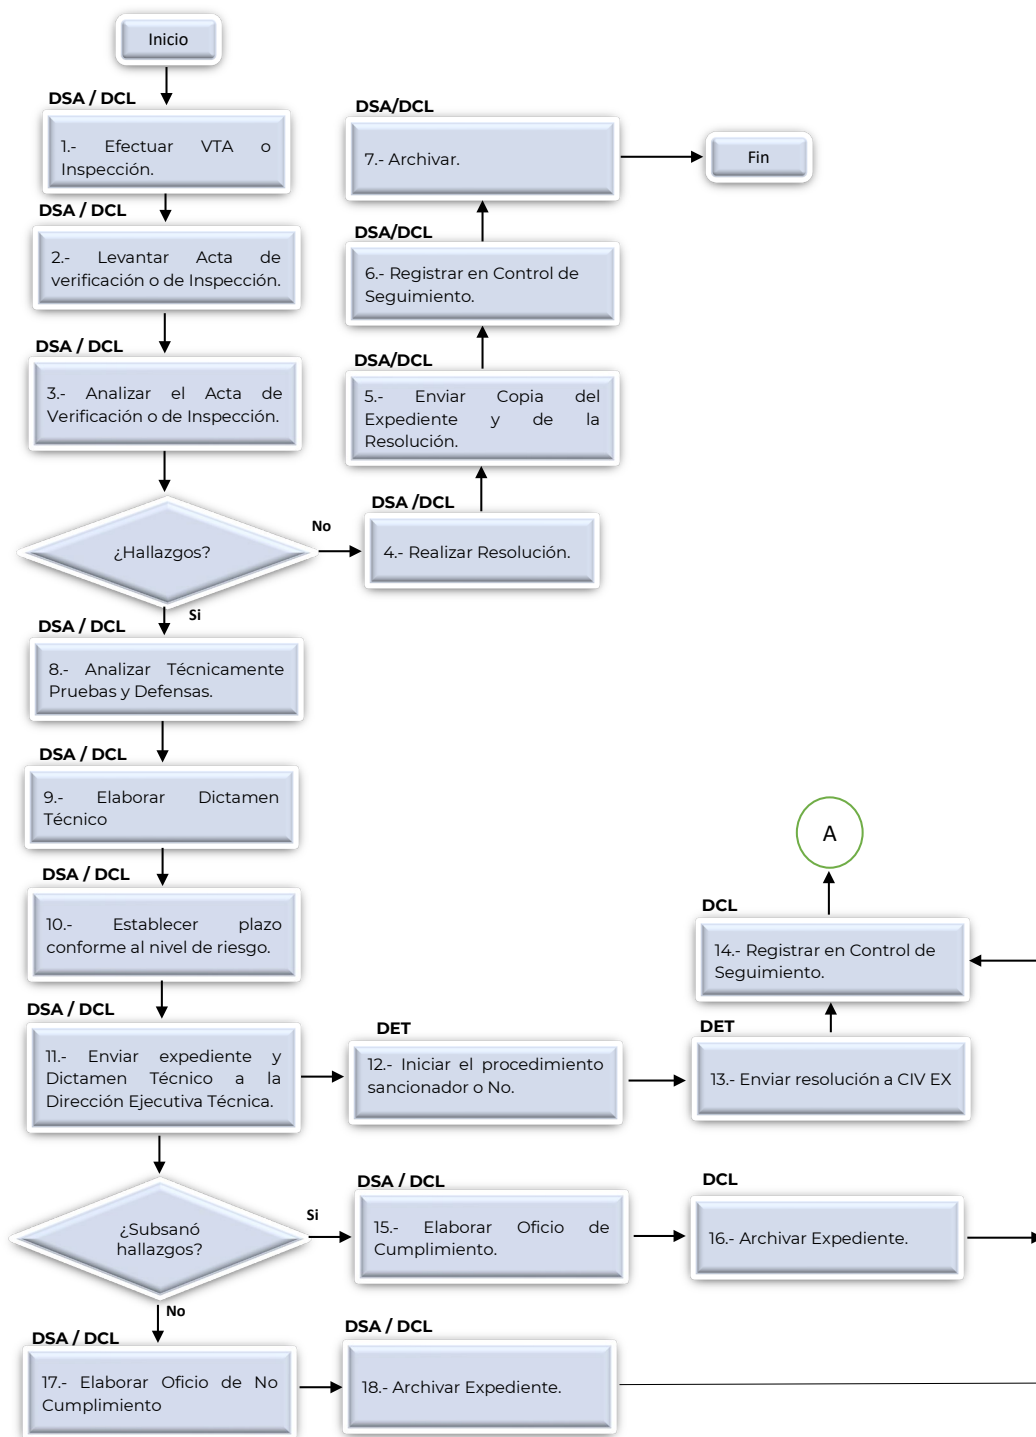 Inicio
DSA / DCL
1.- Efectuar VTA o
Inspección.
DSA / DCL
2.- Levantar Acta de
verificación o de Inspección.
DSA / DCL
3.- Analizar el Acta de
Verificación o de Inspección.
¿Hallazgos?
No
DSA /DCL
4.- Realizar Resolución.
DSA/DCL
5.- Enviar Copia del
Expediente y de la
Resolución.
DSA/DCL
6.- Registrar en Control de
Seguimiento.
DSA/DCL
7.- Archivar.
Fin
Si
DSA / DCL
8.- Analizar Técnicamente
Pruebas y Defensas.
DSA / DCL
9.- Elaborar Dictamen
Técnico
DSA / DCL
10.- Establecer plazo
conforme al nivel de riesgo.
DSA / DCL
11.- Enviar expediente y
Dictamen Técnico a la
Dirección Ejecutiva Técnica.
DET
12.- Iniciar el procedimiento
sancionador o No.
DET
13.- Enviar resolución a CIV EX
DCL
14.- Registrar en Control de
Seguimiento.
A
¿Subsanó
hallazgos?
Si
DSA / DCL
15.- Elaborar Oficio de
Cumplimiento.
DCL
16.- Archivar Expediente.
No
DSA / DCL
17.- Elaborar Oficio de No
Cumplimiento
DSA / DCL
18.- Archivar Expediente.